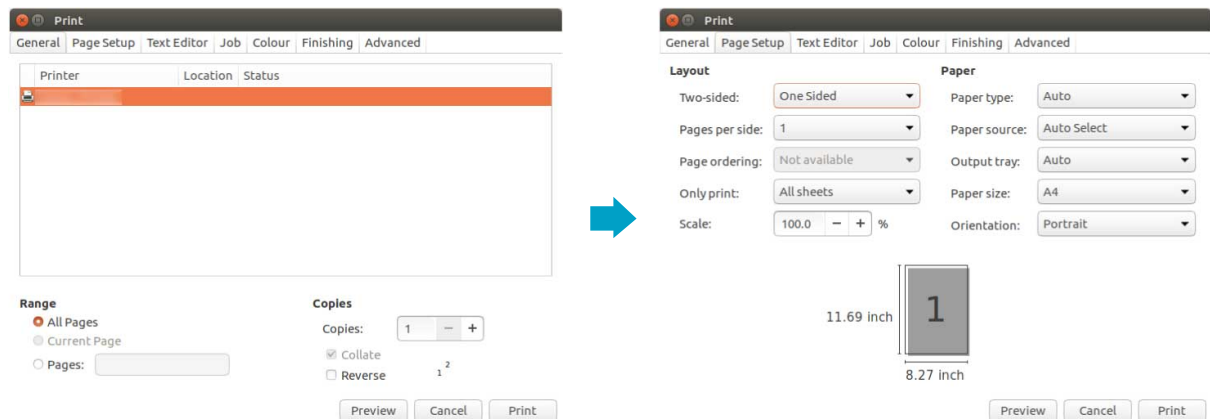 Print
General Page Setup Text Editor Job Colour Finishing Advanced
Printer Location Status
Range
All Pages
Current Page
Pages:
Copies
Copies: 1 − +
Collate
Reverse
1 2
Preview Cancel Print
Print
General Page Setup Text Editor Job Colour Finishing Advanced
Layout
Two-sided: One Sided
Pages per side: 1
Page ordering: Not available
Only print: All sheets
Scale: 100.0 − + %
Paper
Paper type: Auto
Paper source: Auto Select
Output tray: Auto
Paper size: A4
Orientation: Portrait
11.69 inch
1
8.27 inch
Preview Cancel Print